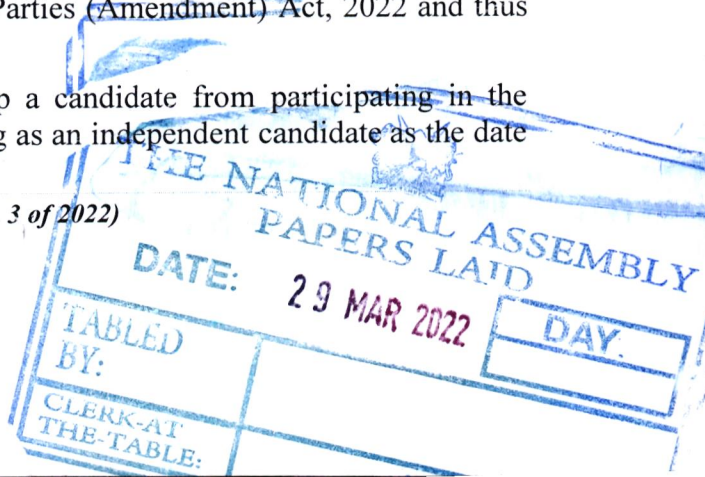 Parties (Amendment) Act, 2022 and thus
a candidate from participating in the
as an independent candidate as the date
3 of 2022)
THE NATIONAL ASSEMBLY
PAPERS LAID
DATE: 29 MAR 2022
DAY:
TABLED
BY:
CLERK-AT
THE-TABLE: